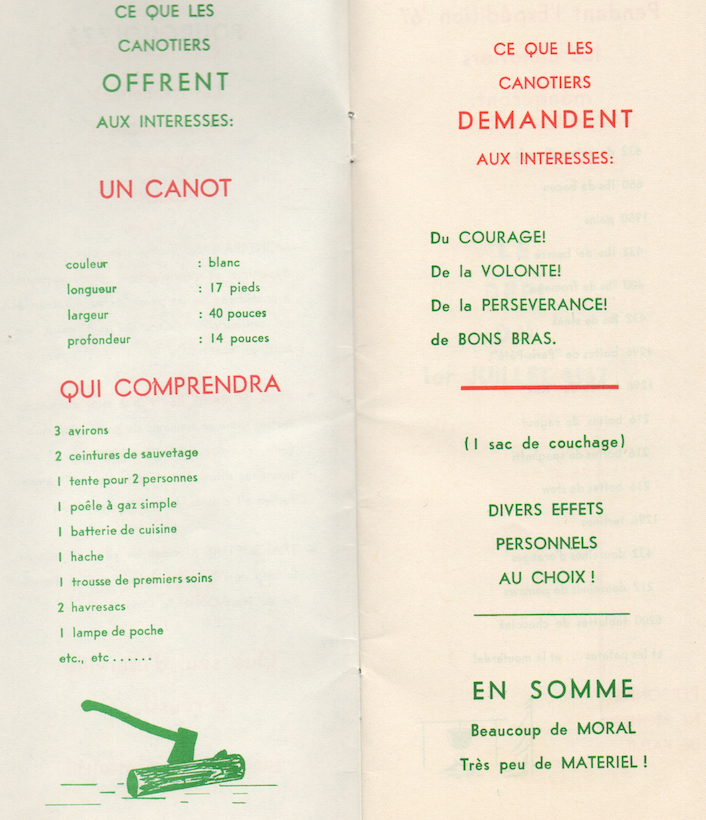 CE QUE LES
CANOTIERS
OFFRENT
AUX INTERESSES:
UN CANOT
couleur : blanc
longueur : 17 pieds
largeur : 40 pouces
profondeur : 14 pouces
QUI COMPRENDRA
3 avirons
2 ceintures de sauvetage
1 tente pour 2 personnes
1 poêle à gaz simple
1 batterie de cuisine
1 hache
1 trousse de premiers soins
2 havresacs
1 lampe de poche
etc., etc ......
CE QUE LES
CANOTIERS
DEMANDENT
AUX INTERESSES:
Du COURAGE!
De la VOLONTE!
De la PERSEVERANCE!
de BONS BRAS.
(1 sac de couchage)
DIVERS EFFETS
PERSONNELS
AU CHOIX !
EN SOMME
Beaucoup de MORAL
Très peu de MATERIEL !